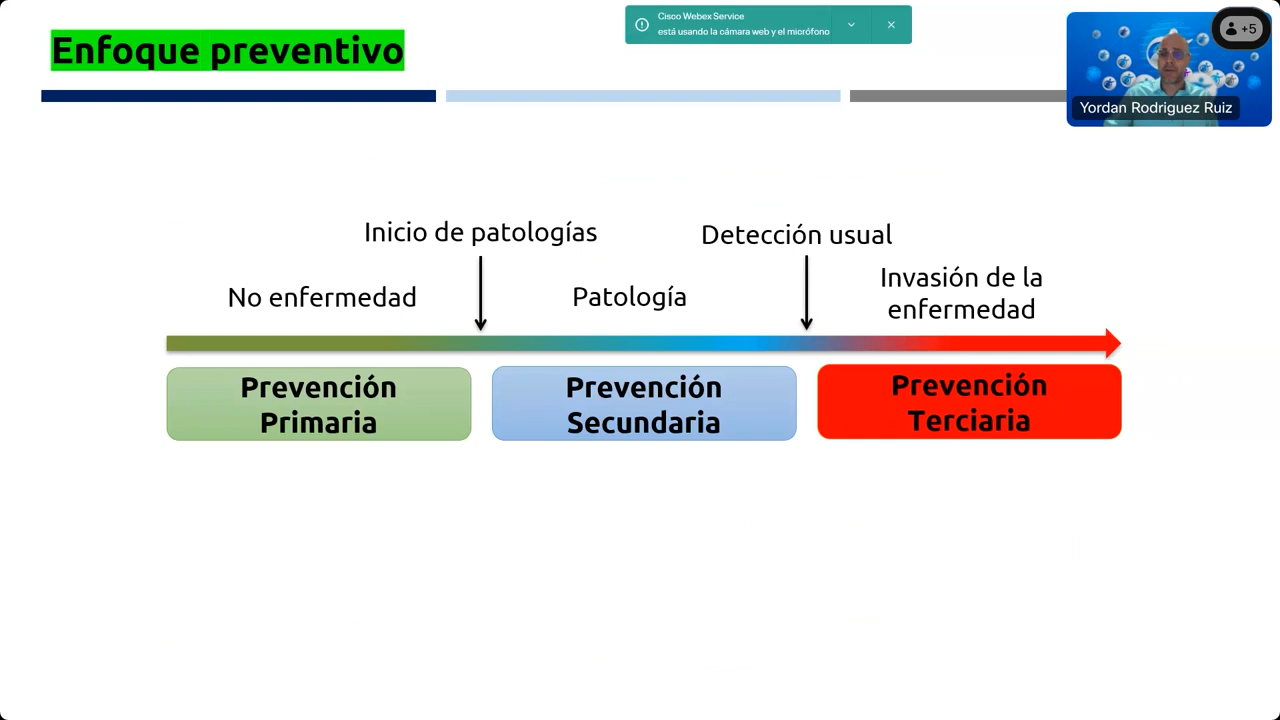 Enfoque preventivo
Cisco Webex Service
está usando la cámara web y el micrófono
+5
Yordan Rodriguez Ruiz
Inicio de patologías
Detección usual
No enfermedad
Patología
Invasión de la
enfermedad
Prevención
Primaria
Prevención
Secundaria
Prevención
Terciaria